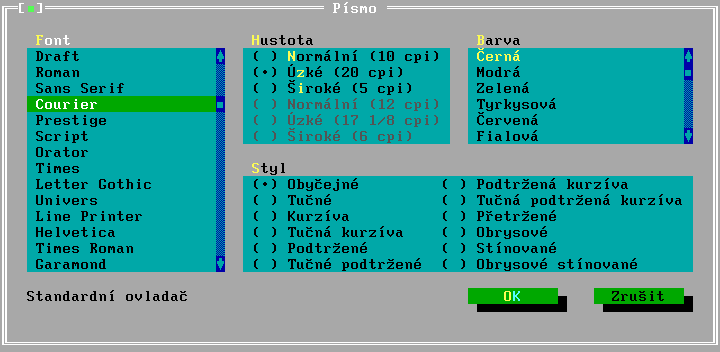 Písmo
Font
Draft
Roman
Sans Serif
Courier
Prestige
Script
Orator
Times
Letter Gothic
Univers
Line Printer
Helvetica
Times Roman
Garamond
Hustota
( ) Normální (10 cpi)
(•) Úzké (20 cpi)
( ) Široké (5 cpi)
( ) Normální (12 cpi)
( ) Úzké (17 1/8 cpi)
( ) Široké (6 cpi)
Barva
Černá
Modrá
Zelená
Tyrkysová
Červená
Fialová
Styl
(•) Obyčejné
( ) Tučné
( ) Kurzíva
( ) Tučná kurzíva
( ) Podtržené
( ) Tučné podtržené
( ) Podtržená kurzíva
( ) Tučná podtržená kurzíva
( ) Přetržené
( ) Obrysové
( ) Stínované
( ) Obrysové stínované
Standardní ovladač
OK
Zrušit